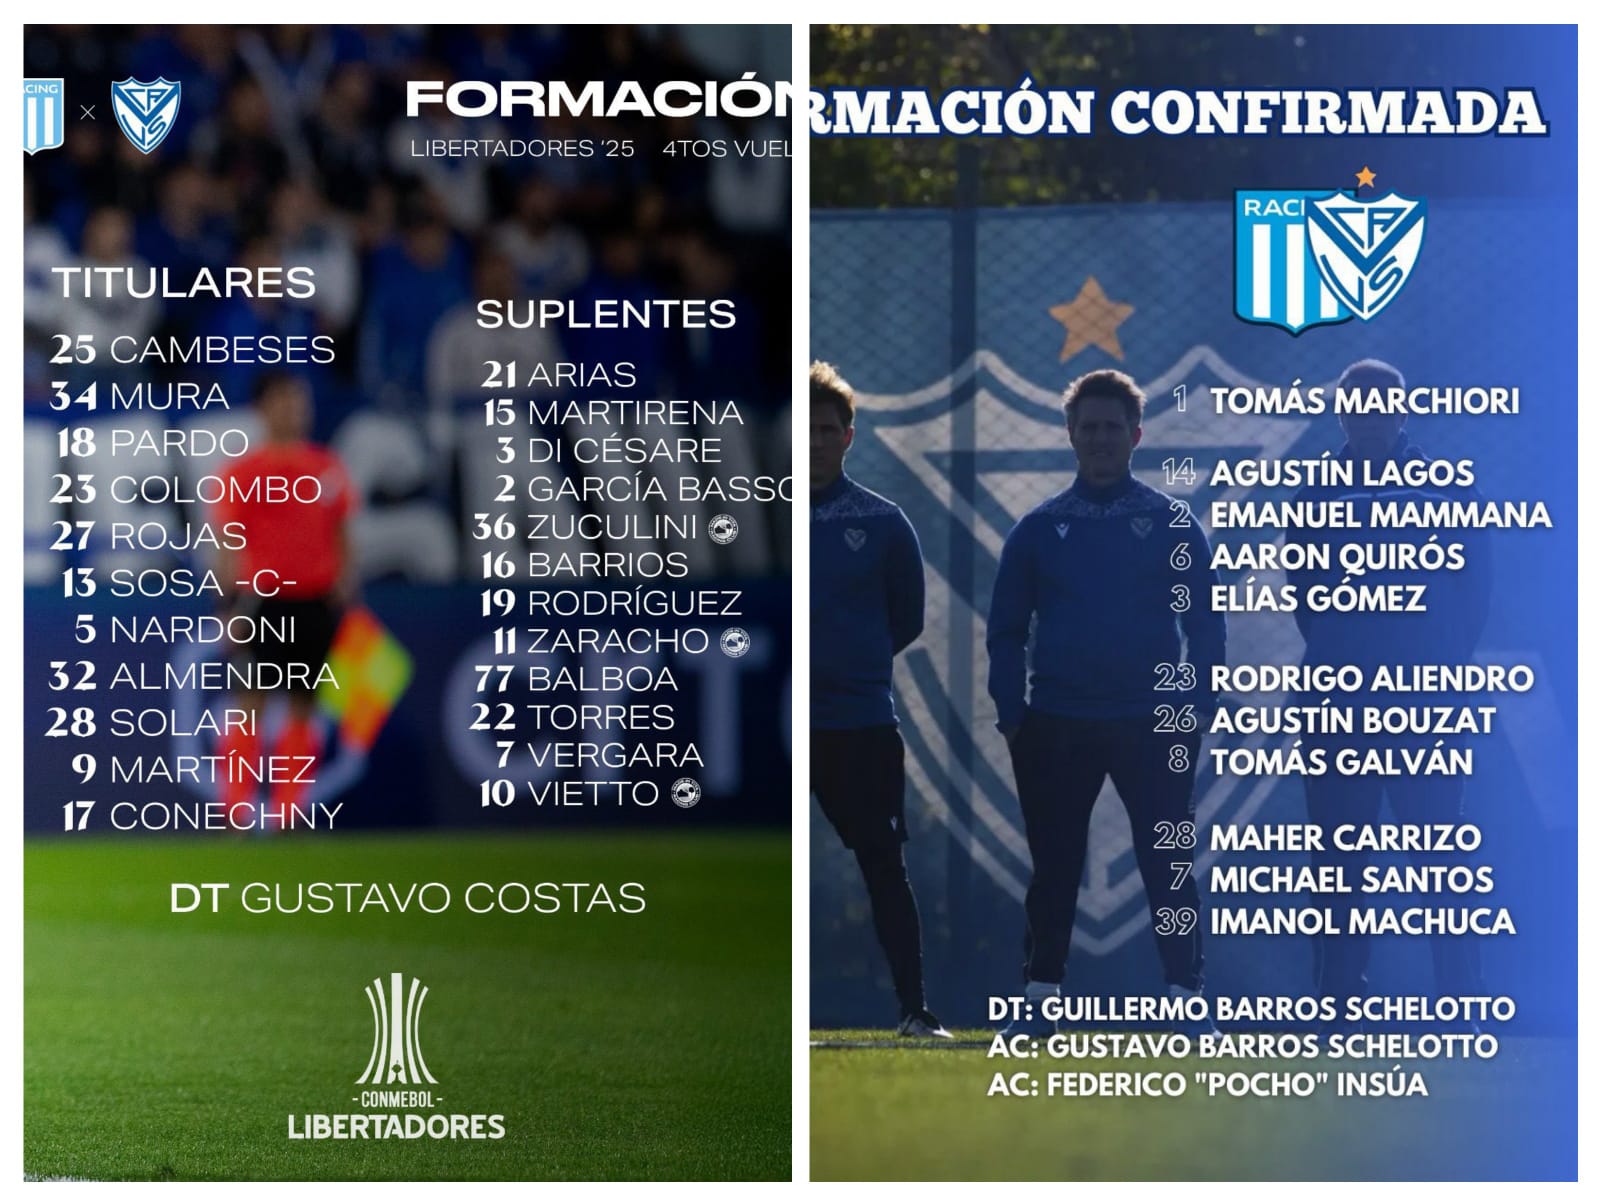 FORMACIÓN
LIBERTADORES '25 4TOS
TITULARES
25 CAMBESES
34 MURA
18 PARDO
23 COLOMBO
27 ROJAS
13 SOSA -C-
5 NARDONI
32 ALMENDRA
28 SOLARI
9 MARTÍNEZ
17 CONECHNY
SUPLENTES
21 ARIAS
15 MARTIRENA
3 DI CÉSARE
2 GARCÍA BASSO
36 ZUCULINI
16 BARRIOS
19 RODRÍGUEZ
11 ZARACHO
77 BALBOA
22 TORRES
7 VERGARA
10 VIETTO
DT GUSTAVO COSTAS
-CONMEBOL-
LIBERTADORES
RMACIÓN CONFIRMADA
RACI
1 TOMÁS MARCHIORI
14 AGUSTÍN LAGOS
2 EMANUEL MAMMANA
6 AARON QUIRÓS
3 ELÍAS GÓMEZ
23 RODRIGO ALIENDRO
26 AGUSTÍN BOUZAT
8 TOMÁS GALVÁN
28 MAHER CARRIZO
7 MICHAEL SANTOS
39 IMANOL MACHUCA
DT: GUILLERMO BARROS SCHELOTTO
AC: GUSTAVO BARROS SCHELOTTO
AC: FEDERICO "POCHO" INSÚA